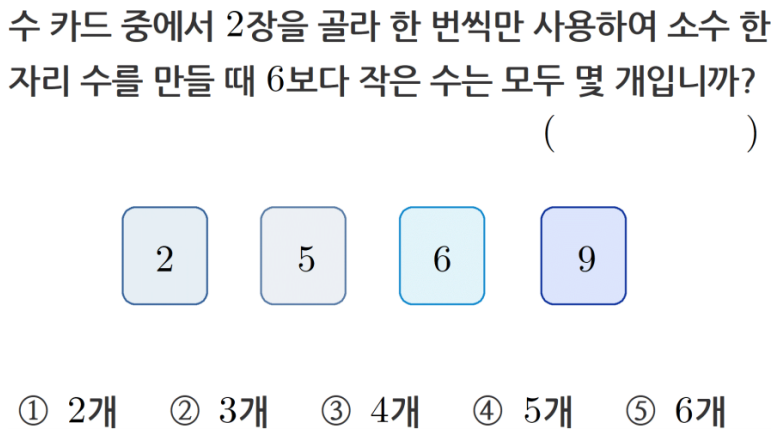 수 카드 중에서 2장을 골라 한 번씩만 사용하여 소수 한
자리 수를 만들 때 6보다 작은 수는 모두 몇 개입니까?
( )
2 5 6 9
① 2개 ② 3개 ③ 4개 ④ 5개 ⑤ 6개